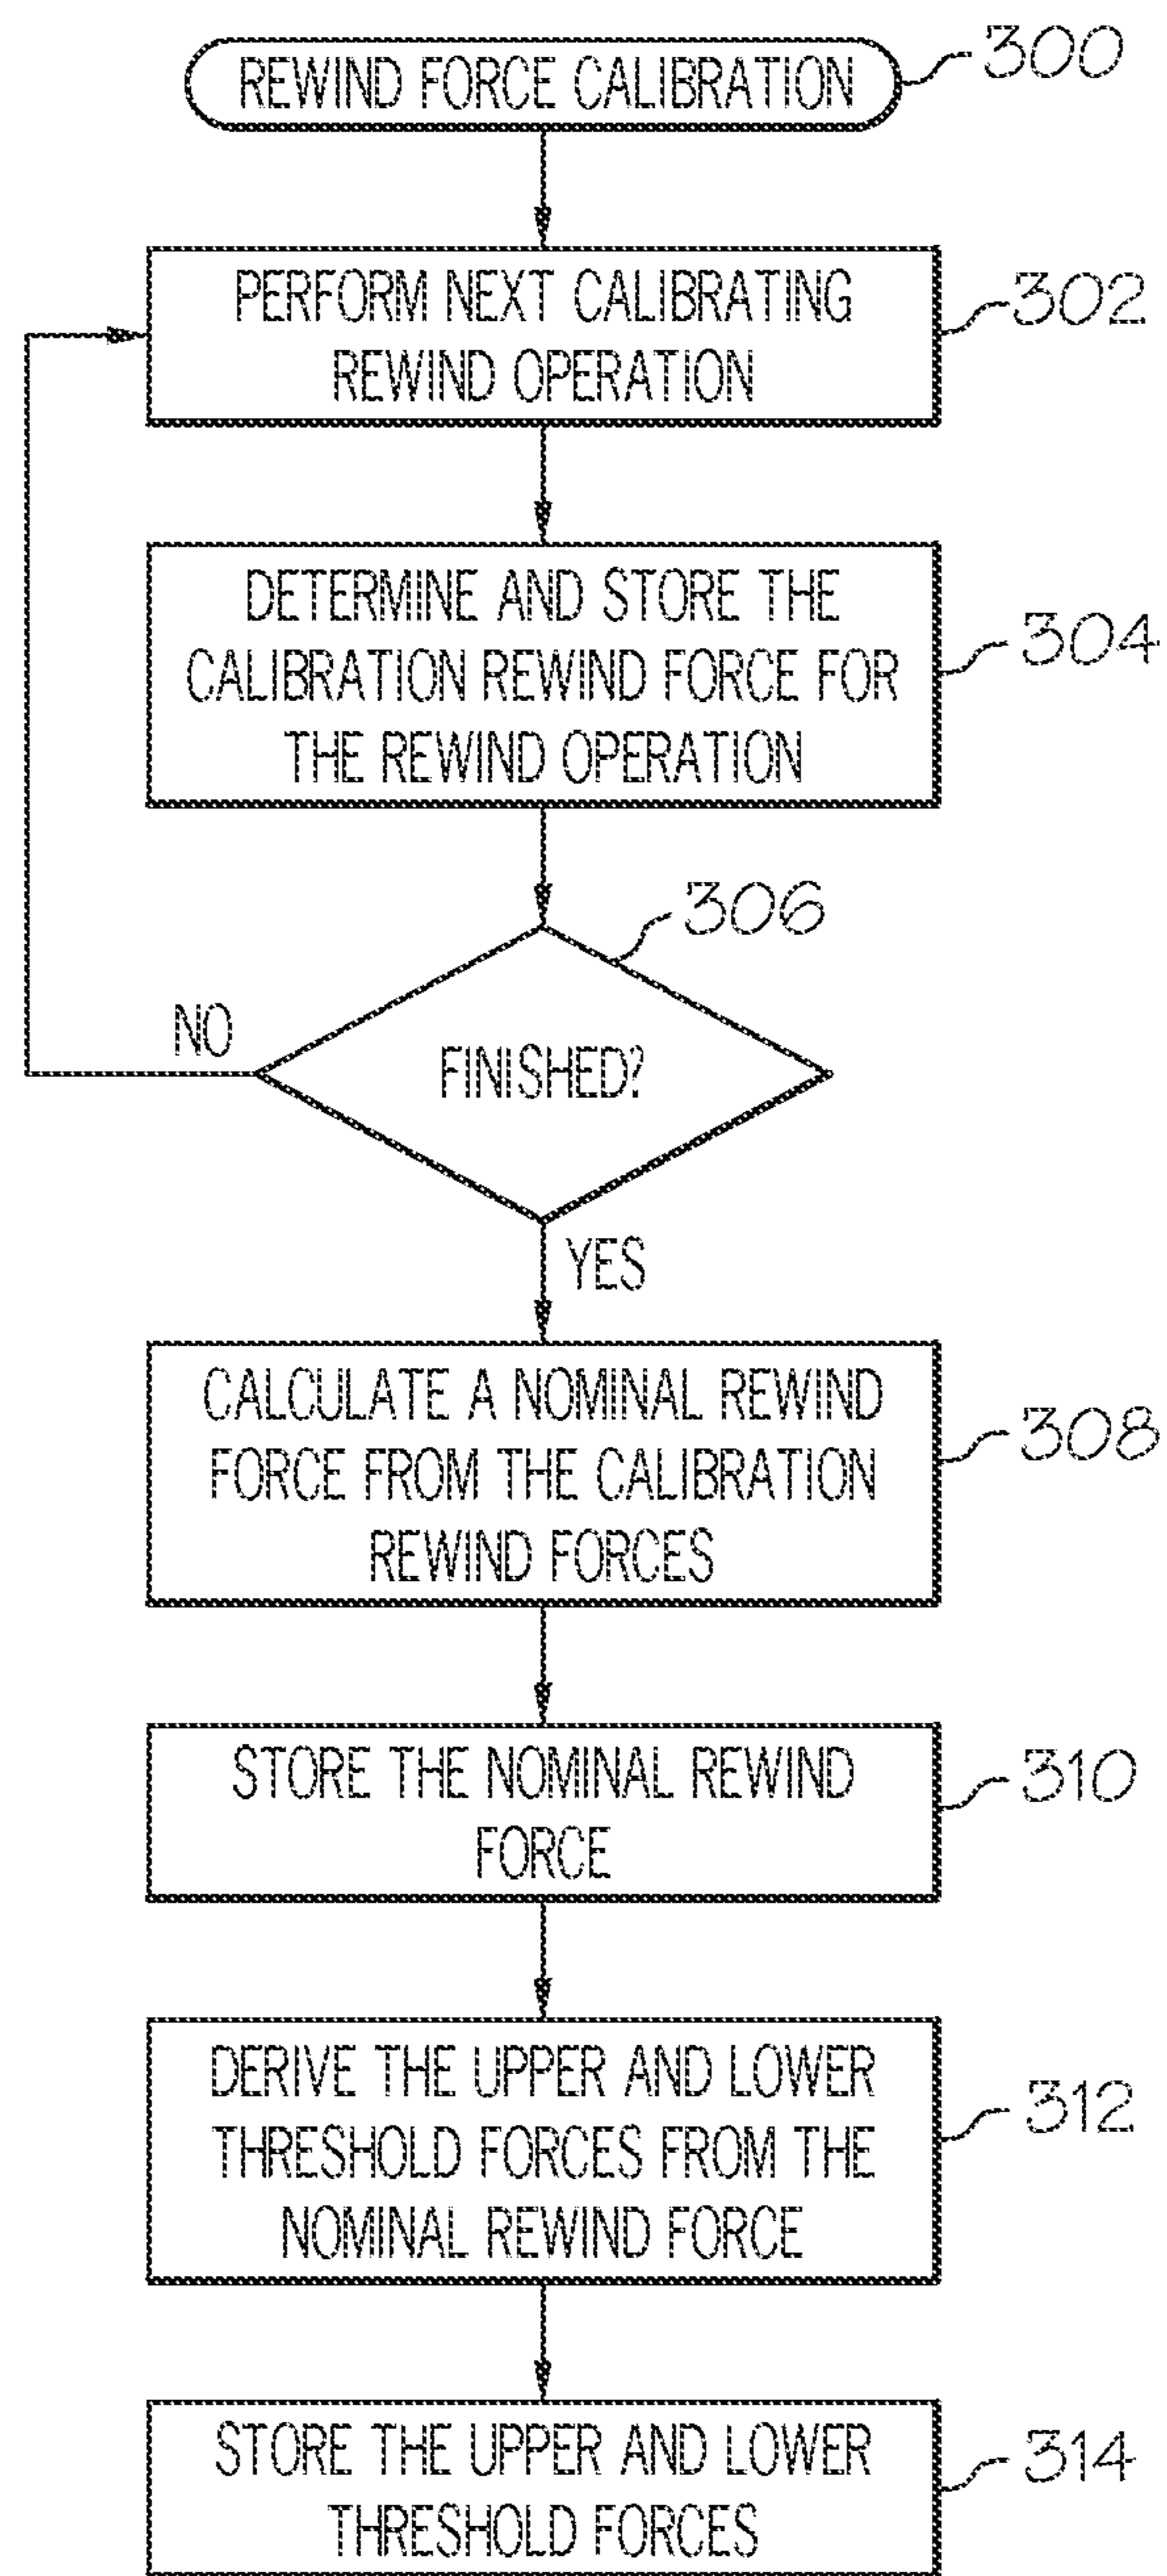 REWIND FORCE CALIBRATION
300
PERFORM NEXT CALIBRATING
REWIND OPERATION
302
DETERMINE AND STORE THE
CALIBRATION REWIND FORCE FOR
THE REWIND OPERATION
304
306
NO
FINISHED?
YES
CALCULATE A NOMINAL REWIND
FORCE FROM THE CALIBRATION
REWIND FORCES
308
STORE THE NOMINAL REWIND
FORCE
310
DERIVE THE UPPER AND LOWER
THRESHOLD FORCES FROM THE
NOMINAL REWIND FORCE
312
STORE THE UPPER AND LOWER
THRESHOLD FORCES
314